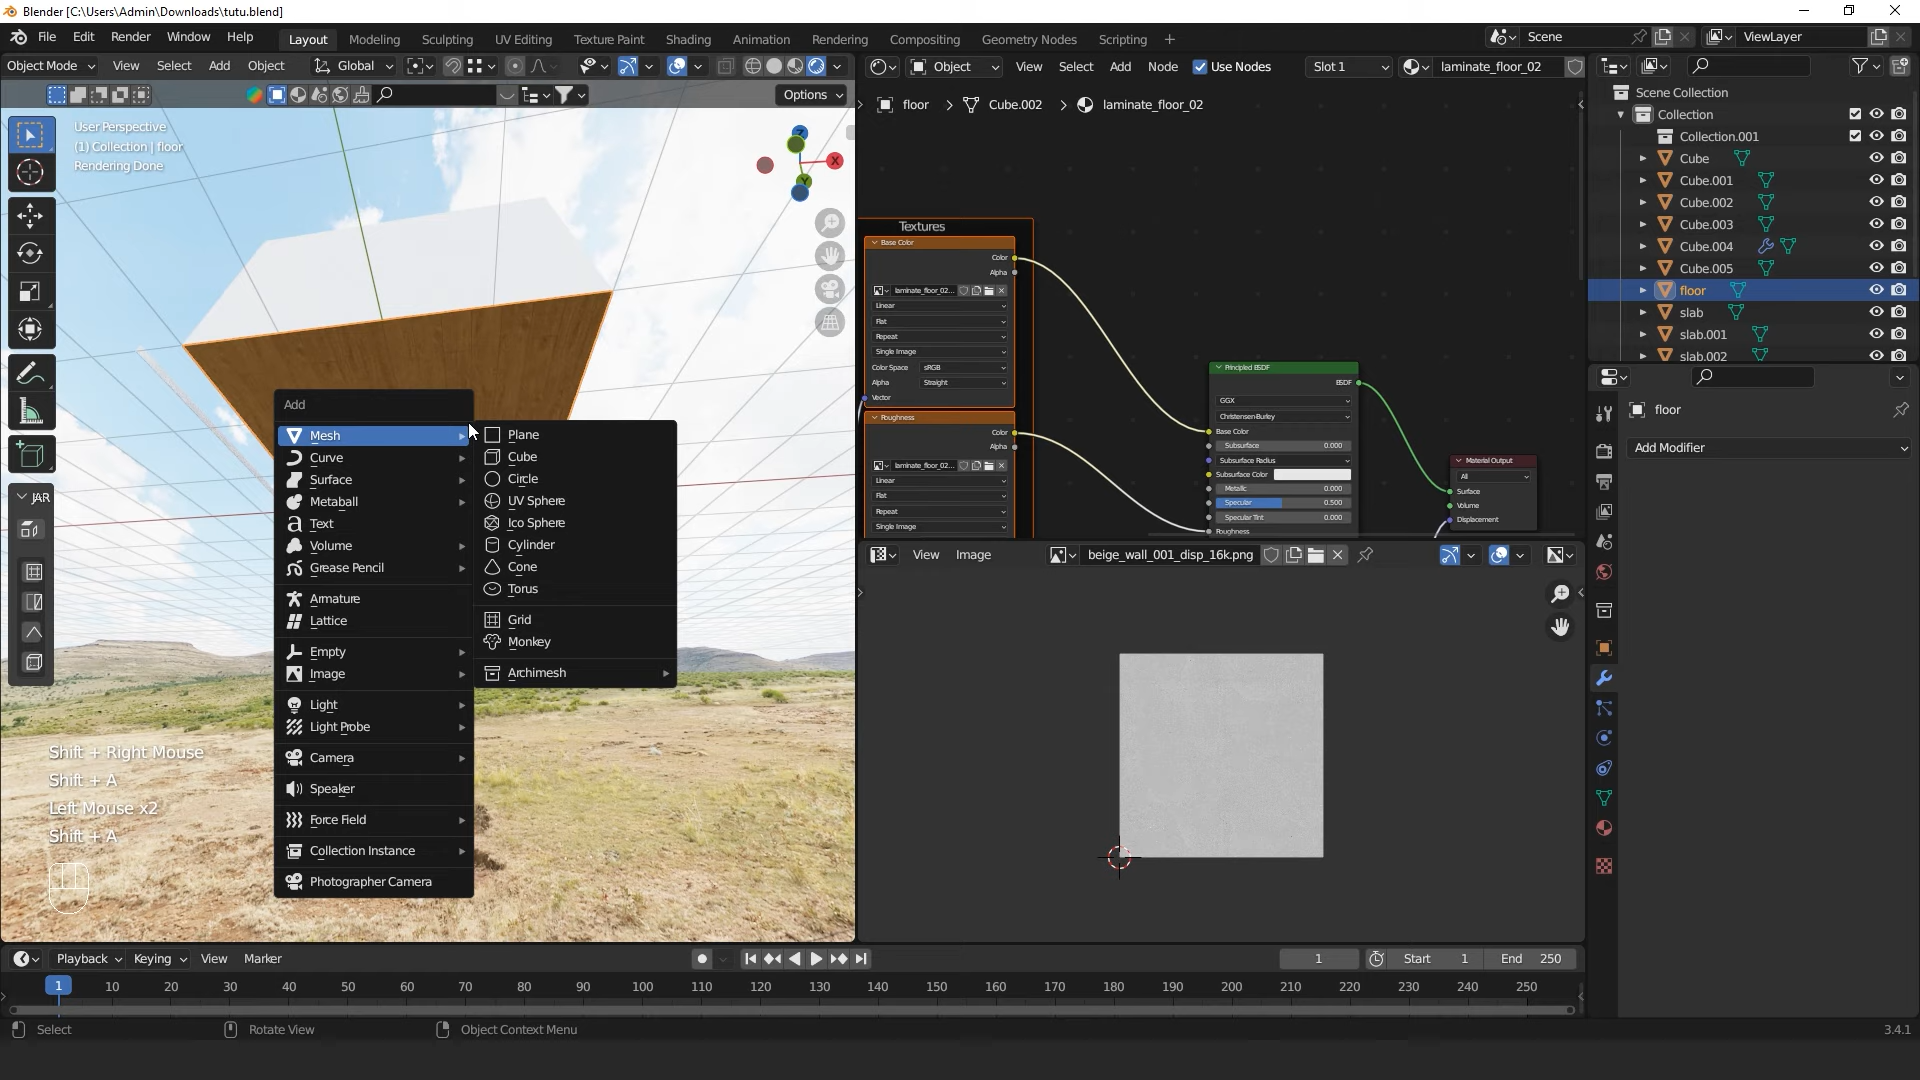 Blender [C:\Users\Admin\Downloads\tutu.blend]
File Edit Render Window Help Layout Modeling Sculpting UV Editing Texture Paint Shading Animation Rendering Compositing Geometry Nodes Scripting + Scene ViewLayer
Object Mode View Select Add Object Global
Object View Select Add Node Use Nodes Slot 1 laminate_floor_02
Options
floor > Cube.002 > laminate_floor_02
User Perspective
(1) Collection | floor
Rendering Done
Z
X
Y
JAR
Add
Mesh
Curve
Surface
Metaball
Text
Volume
Grease Pencil
Armature
Lattice
Empty
Image
Light
Light Probe
Camera
Speaker
Force Field
Collection Instance
Photographer Camera
Plane
Cube
Circle
UV Sphere
Ico Sphere
Cylinder
Cone
Torus
Grid
Monkey
Archimesh
Shift + Right Mouse
Shift + A
Left Mouse x2
Shift + A
Textures
Base Color
Color
Alpha
laminate_floor_02...
Linear
Flat
Repeat
Single Image
Color Space sRGB
Alpha Straight
Vector
Roughness
Color
Alpha
laminate_floor_02...
Linear
Flat
Repeat
Single Image
Principled BSDF
BSDF
GGX
Christensen-Burley
Base Color
Subsurface 0.000
Subsurface Radius
Subsurface Color
Metallic 0.000
Specular 0.500
Specular Tint 0.000
Roughness
Material Output
All
Surface
Volume
Displacement
View Image beige_wall_001_disp_16k.png
Scene Collection
Collection
Collection.001
Cube
Cube.001
Cube.002
Cube.003
Cube.004
Cube.005
floor
slab
slab.001
slab.002
floor
Add Modifier
Playback Keying View Marker 1 Start 1 End 250
1 10 20 30 40 50 60 70 80 90 100 110 120 130 140 150 160 170 180 190 200 210 220 230 240 250
Select Rotate View Object Context Menu 3.4.1